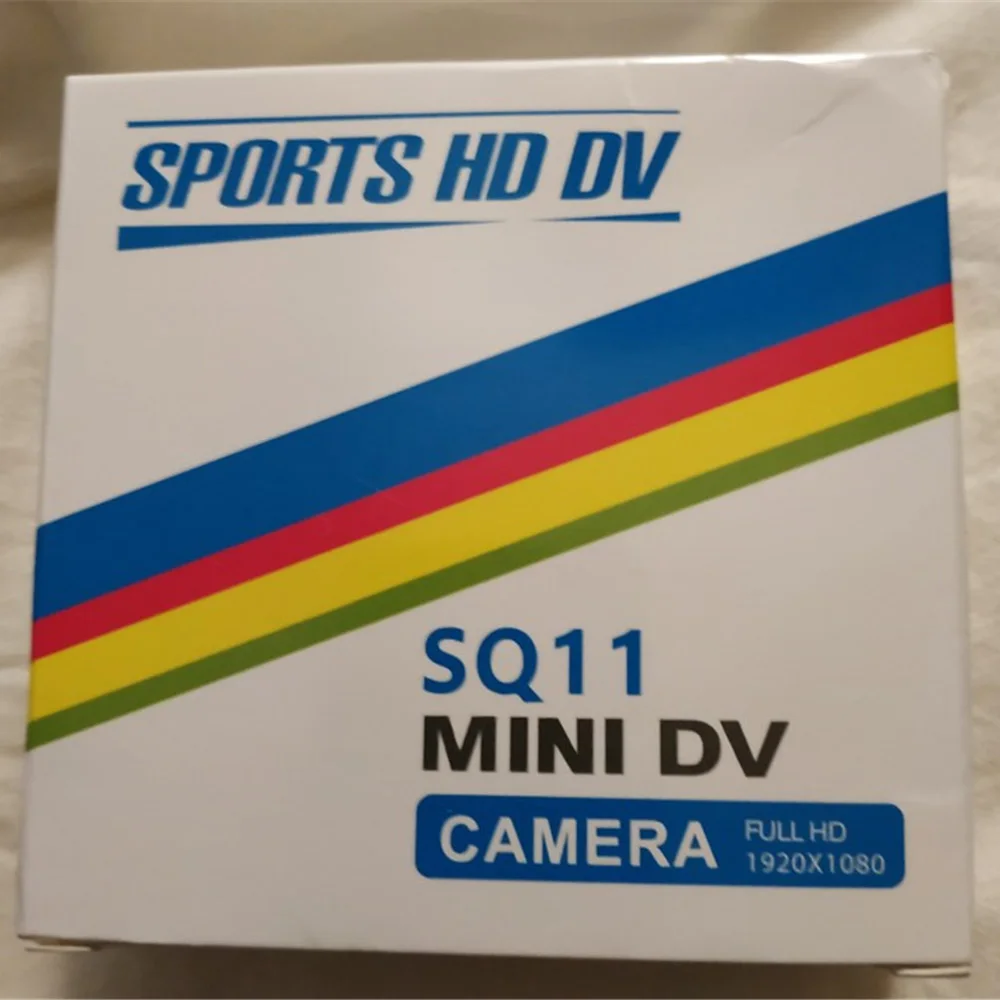 SPORTS HD DV
SQ11
MINI DV
CAMERA
FULL HD
1920X1080